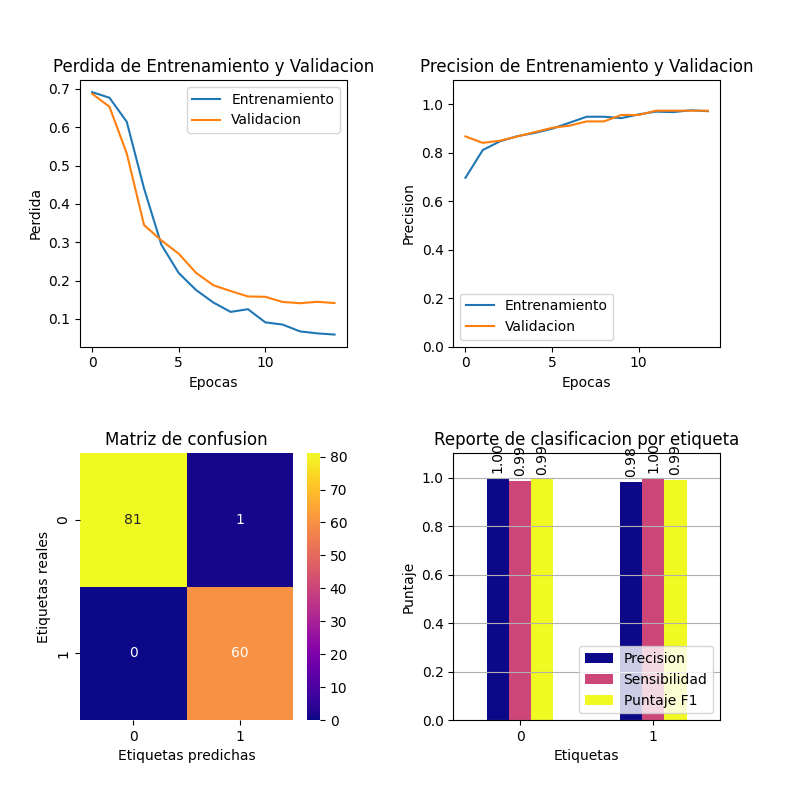 Perdida de Entrenamiento y Validacion
0.7
0.6
0.5
0.4
0.3
0.2
0.1
0
5
10
Perdida
Epocas
Entrenamiento
Validacion
Precision de Entrenamiento y Validacion
1.0
0.8
0.6
0.4
0.2
0.0
0
5
10
Precision
Epocas
Entrenamiento
Validacion
Matriz de confusion
0
1
Etiquetas reales
81
1
0
60
0
1
Etiquetas predichas
80
70
60
50
40
30
20
10
0
Reporte de clasificacion por etiqueta
1.00
0.99
0.99
0.98
1.00
0.99
1.0
0.8
0.6
0.4
0.2
0.0
Puntaje
Precision
Sensibilidad
Puntaje F1
0
1
Etiquetas